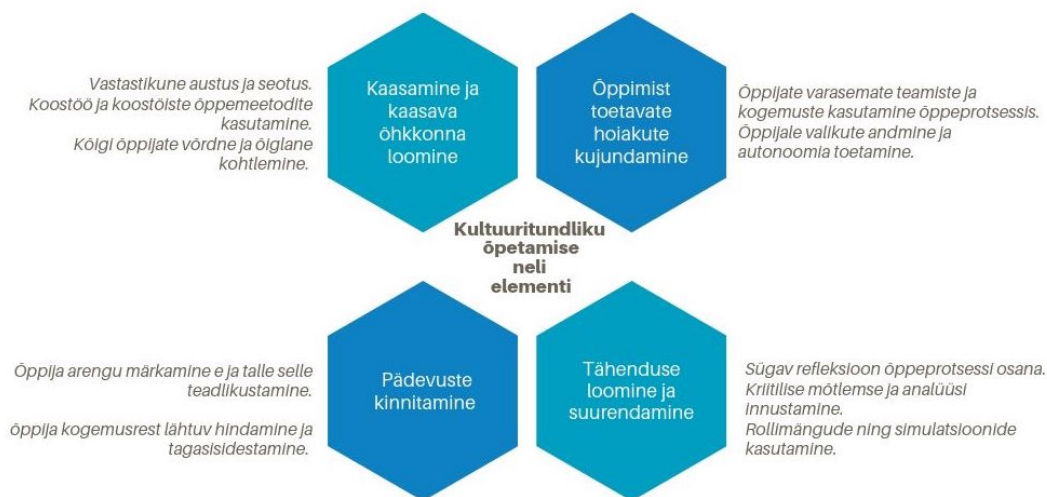 Vastastikune austus ja seotus.
Koostöö ja koostöiste õppemeetodite
kasutamine.
Kõigi õppijate võrdne ja õiglane
kohtlemine.
Kaasamine ja
kaasava
õhkkonna
loomine
Õppimist
toetavate
hoiakute
kujundamine
Õppijate varasemate teamiste ja
kogemuste kasutamine õppeprotsessis.
Õppijale valikute andmine ja
autonoomia toetamine.
Kultuuritundliku
õpetamise
neli
elementi
Õppija arengu märkamine e ja talle selle
teadlikustamine.
õppija kogemusrest lähtuv hindamine ja
tagasisidestamine.
Pädevuste
kinnitamine
Tähenduse
loomine ja
suurendamine
Sügav refleksioon õppeprotsessi osana.
Kriitilise mõtlemse ja analüüsi
innustamine.
Rollimängude ning simulatsioonide
kasutamine.